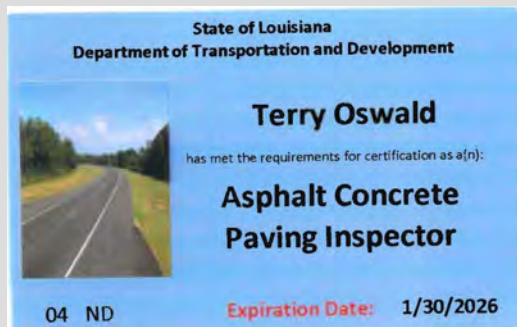 State of Louisiana
Department of Transportation and Development
Terry Oswald
has met the requirements for certification as a(n):
Asphalt Concrete
Paving Inspector
04 ND
Expiration Date: 1/30/2026